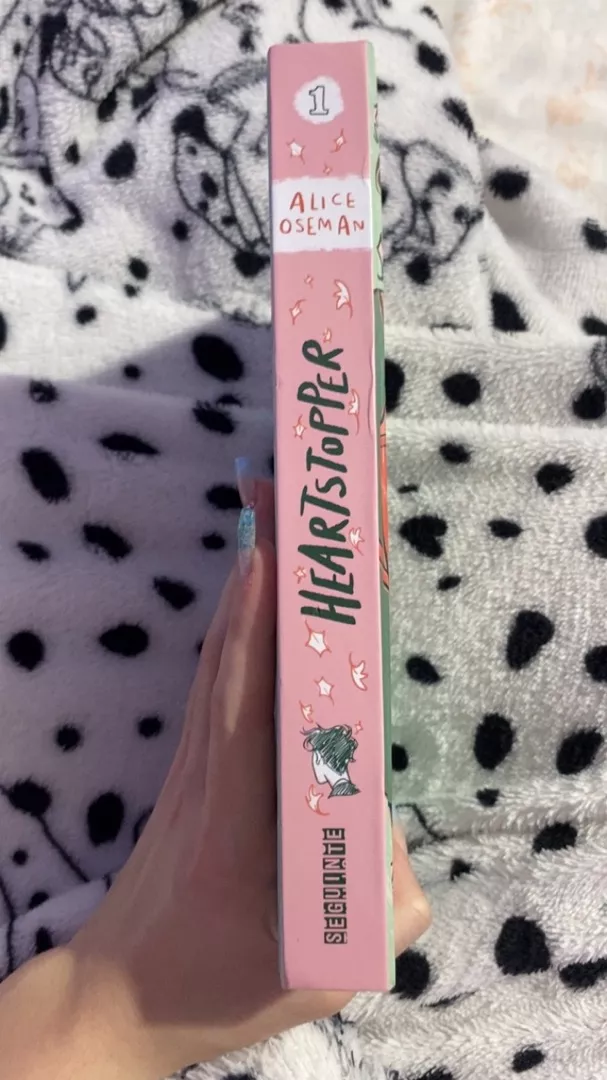 1
ALICE
OSEMAN
HEARTSTOPPER
SEGUINTE